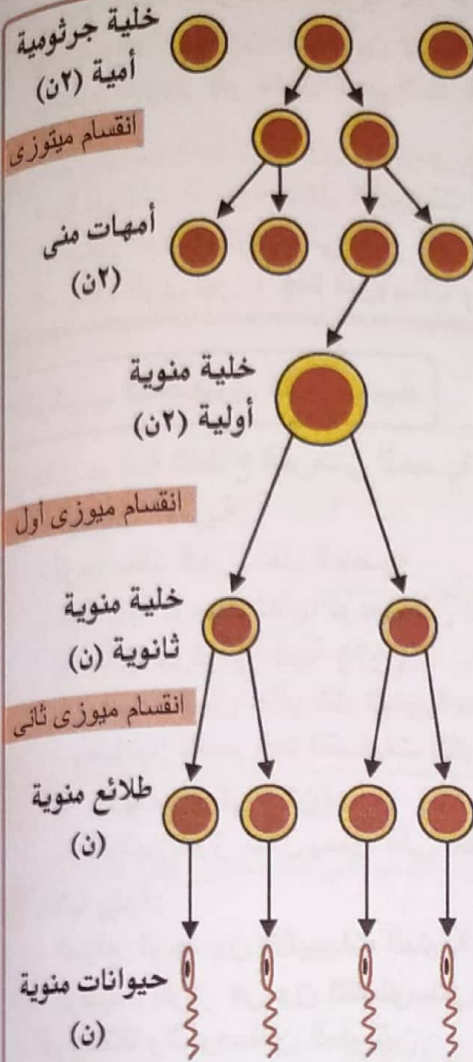 خلية جرثومية
أمية (٢ن)
انقسام ميتوزى
أمهات منى
(٢ن)
خلية منوية
أولية (٢ن)
انقسام ميوزى أول
خلية منوية
ثانوية (ن)
انقسام ميوزى ثانى
طلائع منوية
(ن)
حيوانات منوية
(ن)